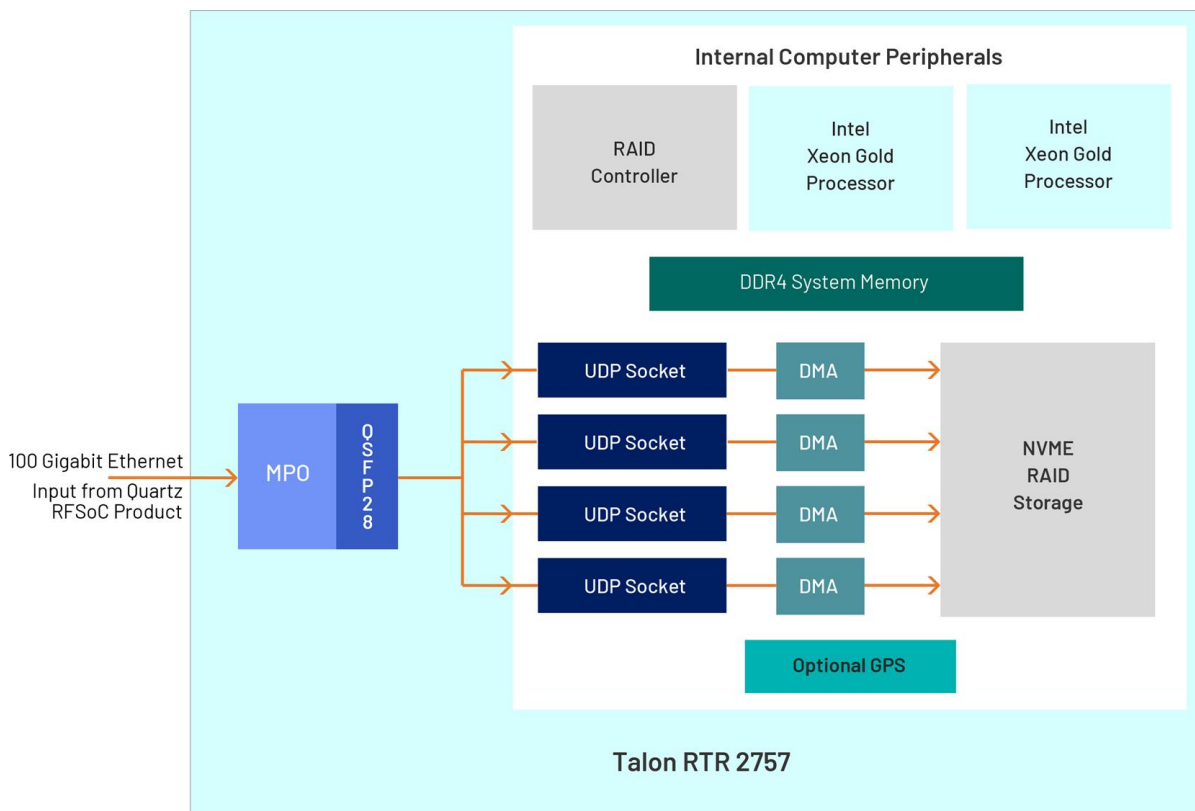 Internal Computer Peripherals
RAID
Controller
Intel
Xeon Gold
Processor
Intel
Xeon Gold
Processor
DDR4 System Memory
100 Gigabit Ethernet
Input from Quartz
RFSoC Product
MPO
QSFP28
UDP Socket
DMA
UDP Socket
DMA
UDP Socket
DMA
UDP Socket
DMA
NVME
RAID
Storage
Optional GPS
Talon RTR 2757